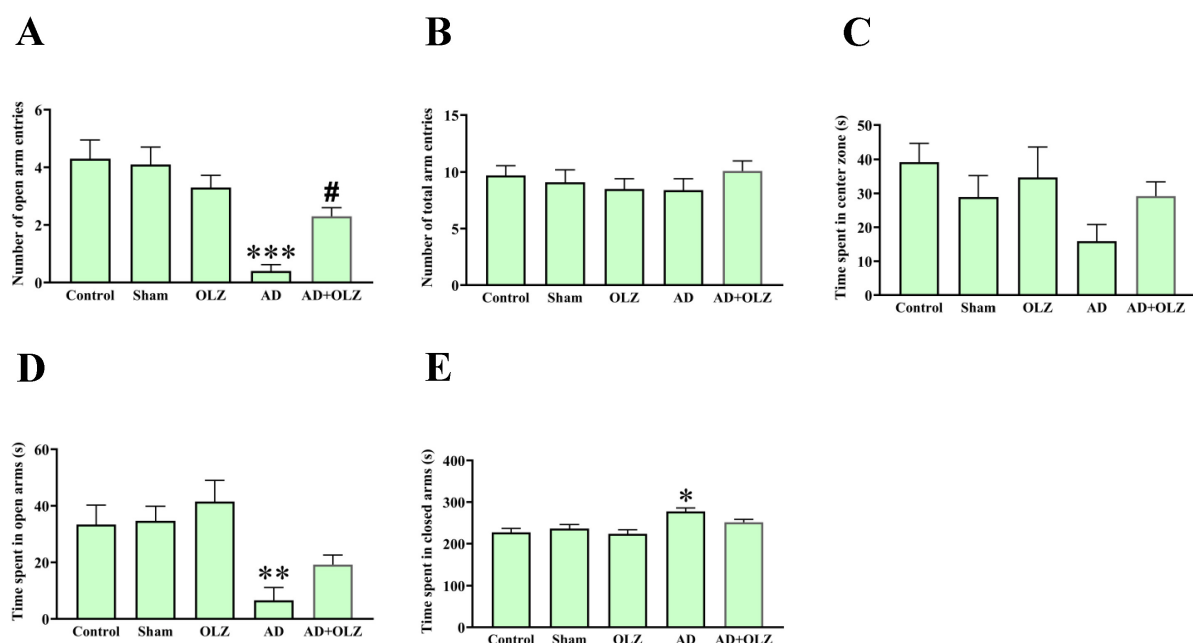 A
B
C
Number of open arm entries
6
4
2
0
***
#
Control Sham OLZ AD AD+OLZ
Number of total arm entries
15
10
5
0
Control Sham OLZ AD AD+OLZ
Time spent in center zone (s)
50
40
30
20
10
0
Control Sham OLZ AD AD+OLZ
D
E
Time spent in open arms (s)
60
40
20
0
**
Control Sham OLZ AD AD+OLZ
Time spent in closed arms (s)
400
300
200
100
0
*
Control Sham OLZ AD AD+OLZ